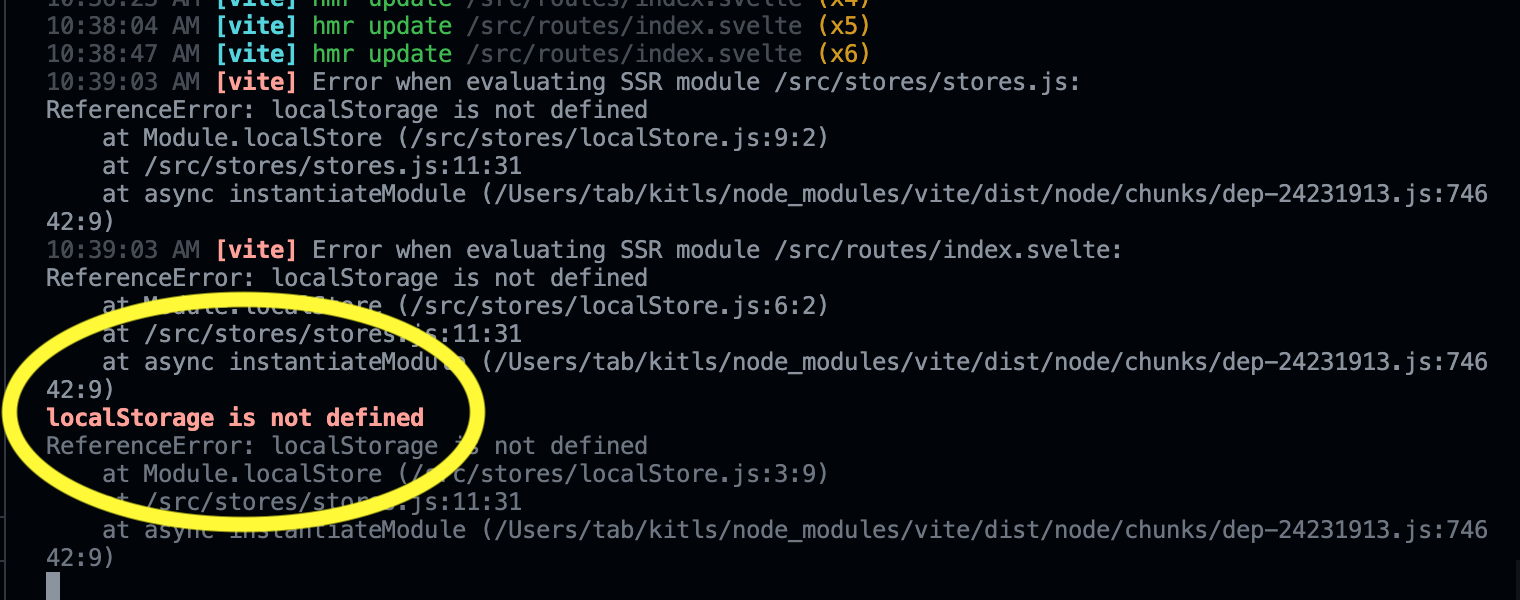 10:38:23 AM [vite] hmr update /src/routes/index.svelte (x4)
10:38:04 AM [vite] hmr update /src/routes/index.svelte (x5)
10:38:47 AM [vite] hmr update /src/routes/index.svelte (x6)
10:39:03 AM [vite] Error when evaluating SSR module /src/stores/stores.js:
ReferenceError: localStorage is not defined
    at Module.localStore (/src/stores/localStore.js:9:2)
    at /src/stores/stores.js:11:31
    at async instantiateModule (/Users/tab/kitls/node_modules/vite/dist/node/chunks/dep-24231913.js:746
42:9)
10:39:03 AM [vite] Error when evaluating SSR module /src/routes/index.svelte:
ReferenceError: localStorage is not defined
    at Module.localStore (/src/stores/localStore.js:6:2)
    at /src/stores/stores.js:11:31
    at async instantiateModule (/Users/tab/kitls/node_modules/vite/dist/node/chunks/dep-24231913.js:746
42:9)
localStorage is not defined
ReferenceError: localStorage is not defined
    at Module.localStore (/src/stores/localStore.js:3:9)
    at /src/stores/stores.js:11:31
    at async instantiateModule (/Users/tab/kitls/node_modules/vite/dist/node/chunks/dep-24231913.js:746
42:9)